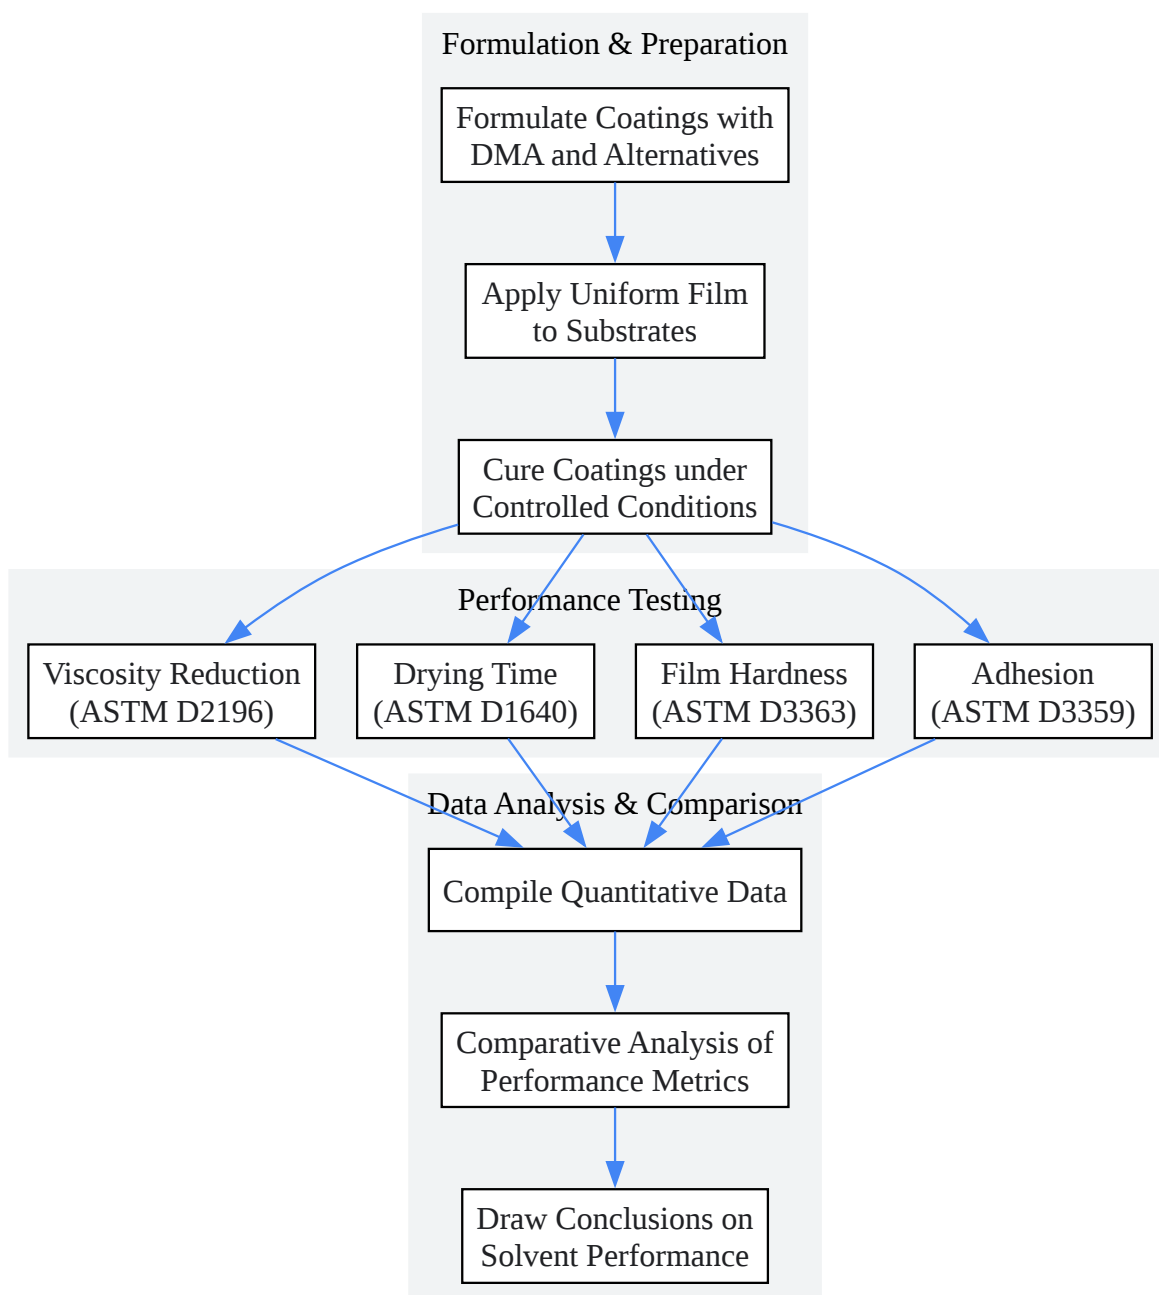 Formulation & Preparation
Formulate Coatings with
DMA and Alternatives
Apply Uniform Film
to Substrates
Cure Coatings under
Controlled Conditions
Performance Testing
Viscosity Reduction
(ASTM D2196)
Drying Time
(ASTM D1640)
Film Hardness
(ASTM D3363)
Adhesion
(ASTM D3359)
Data Analysis & Comparison
Compile Quantitative Data
Comparative Analysis of
Performance Metrics
Draw Conclusions on
Solvent Performance